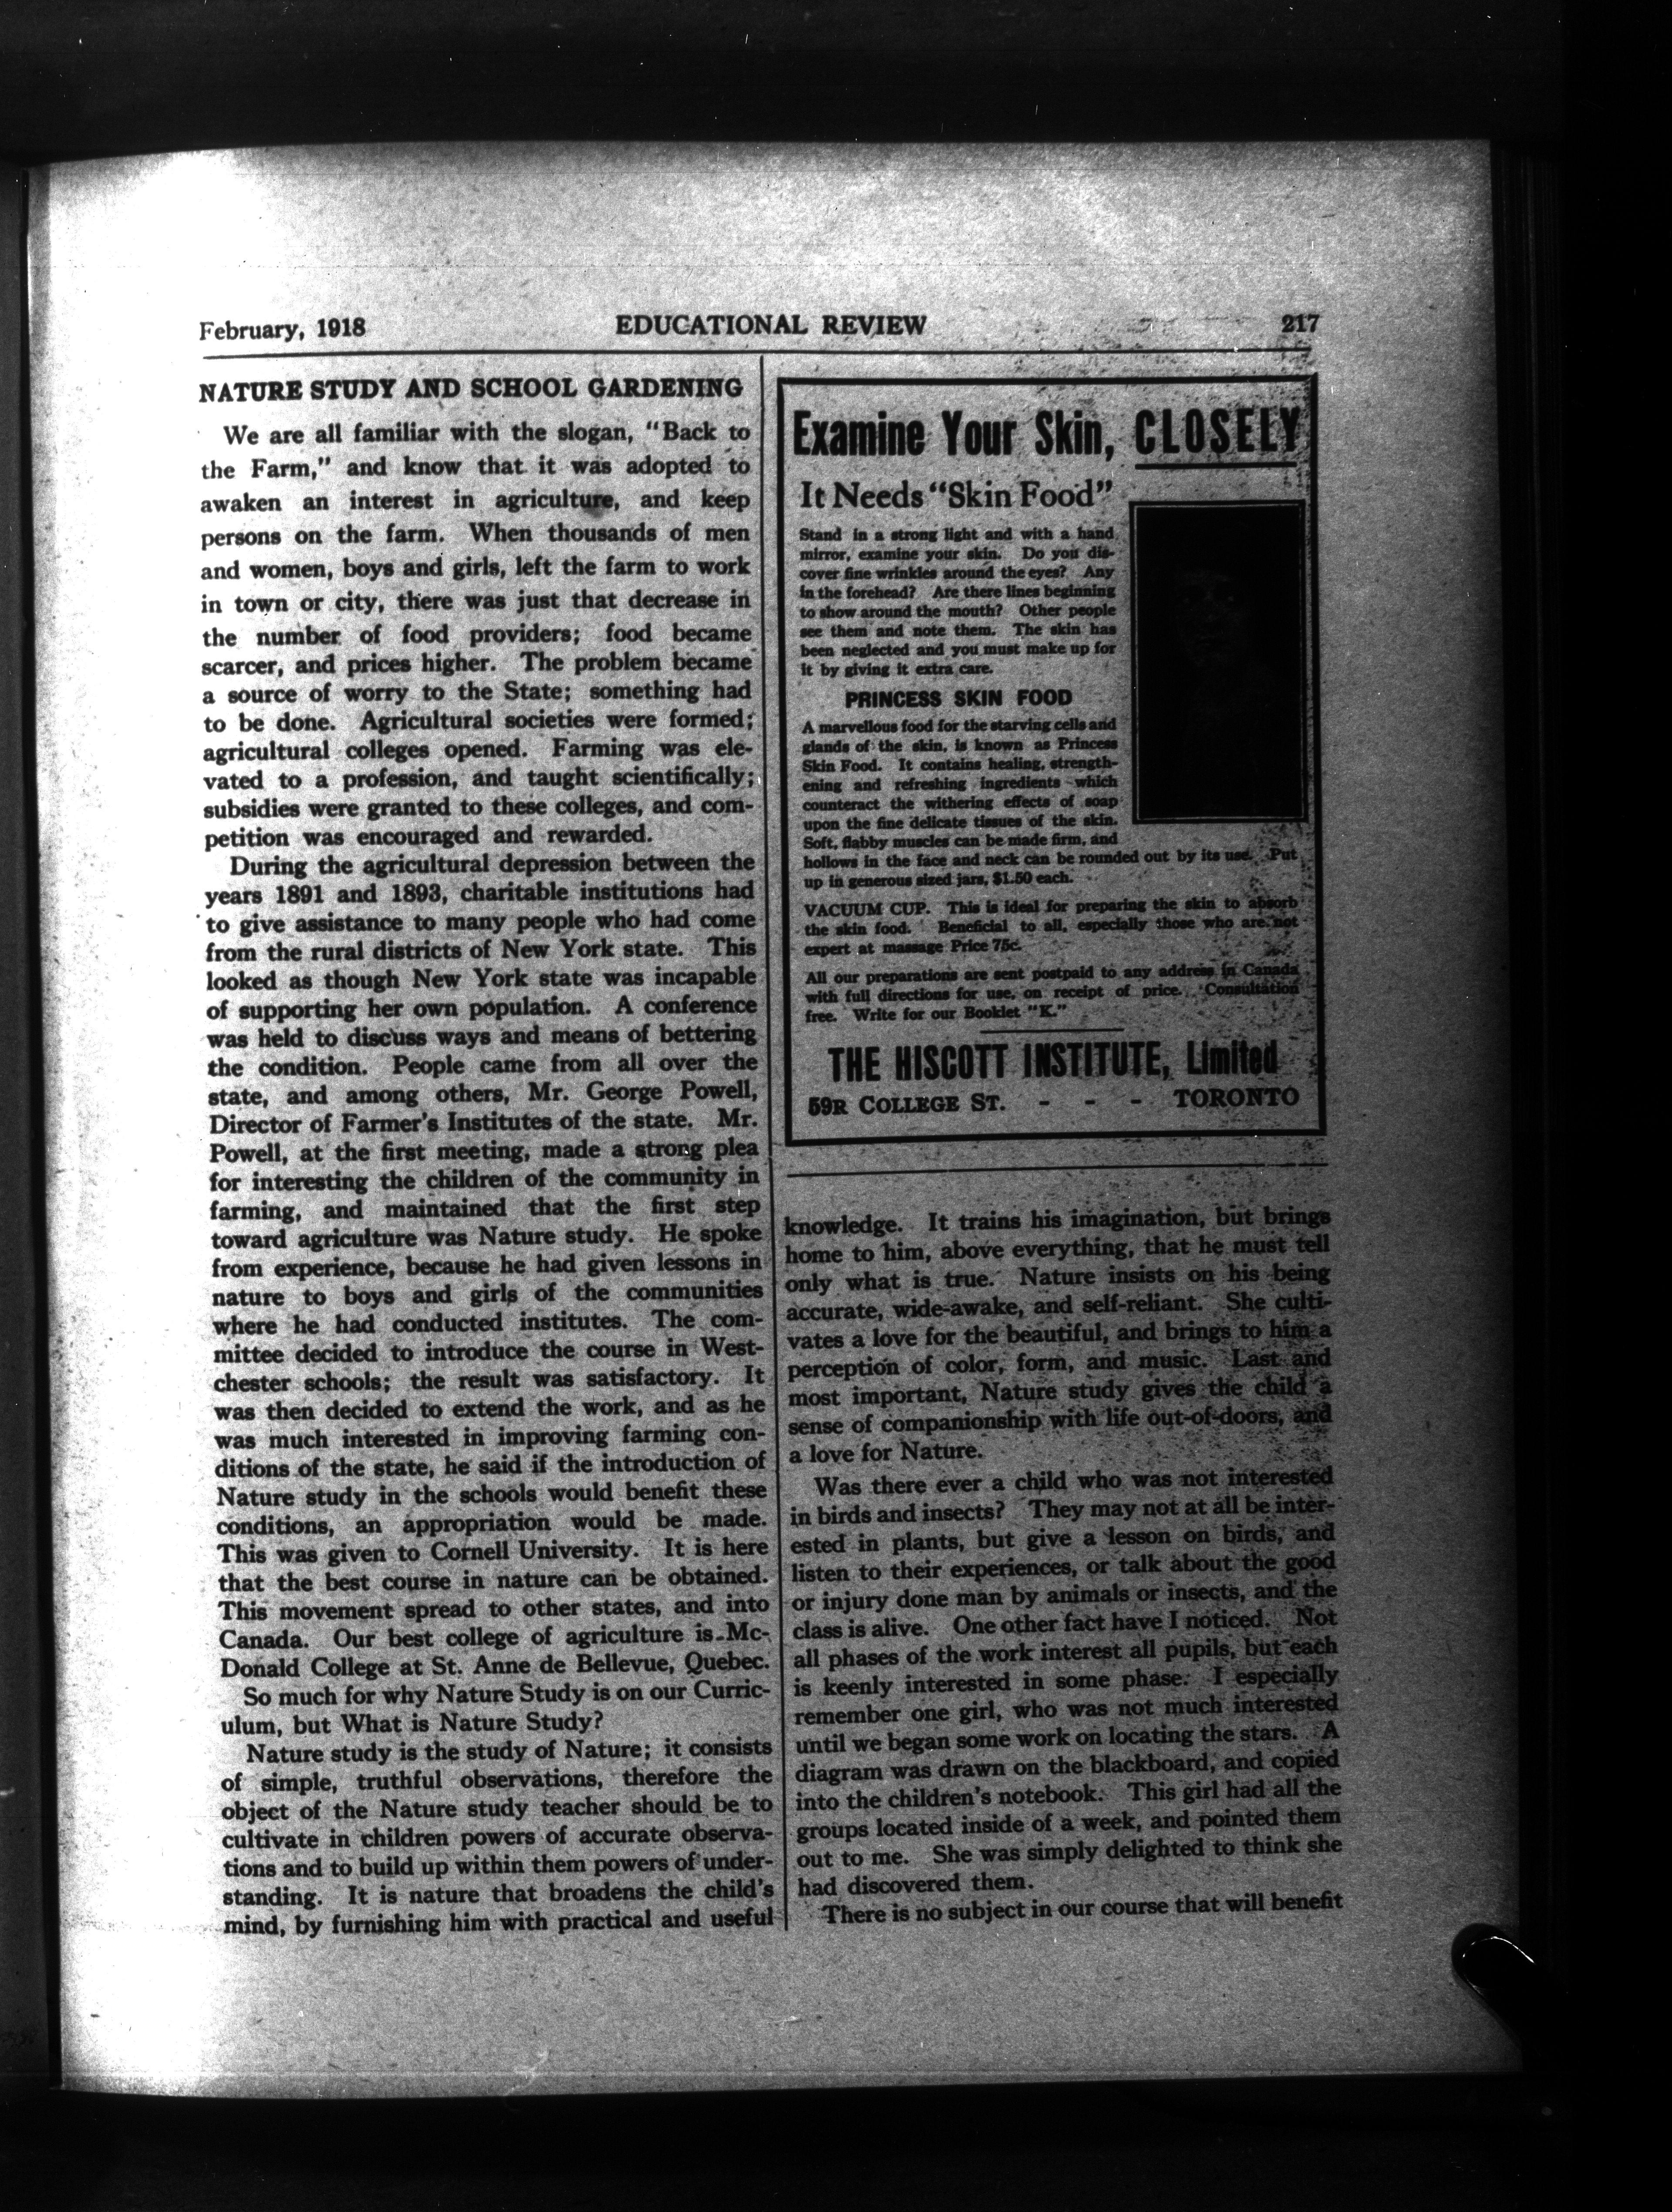 February, 1918
EDUCATIONAL REVIEW
217
NATURE STUDY AND SCHOOL GARDENING
We are all familiar with the slogan, "Back to
the Farm," and know that it was adopted to
awaken an interest in agriculture, and keep
persons on the farm. When thousands of men
and women, boys and girls, left the farm to work
in town or city, there was just that decrease in
the number of food providers; food became
scarcer, and prices higher. The problem became
a source of worry to the State; something had
to be done. Agricultural societies were formed;
agricultural colleges opened. Farming was ele-
vated to a profession, and taught scientifically;
subsidies were granted to these colleges, and com-
petition was encouraged and rewarded.
During the agricultural depression between the
years 1891 and 1893, charitable institutions had
to give assistance to many people who had come
from the rural districts of New York state. This
looked as though New York state was incapable
of supporting her own population. A conference
was held to discuss ways and means of bettering
the condition. People came from all over the
state, and among others, Mr. George Powell,
Director of Farmer's Institutes of the state. Mr.
Powell, at the first meeting, made a strong plea
for interesting the children of the community in
farming, and maintained that the first step
toward agriculture was Nature study. He spoke
from experience, because he had given lessons in
nature to boys and girls of the communities
where he had conducted institutes. The com-
mittee decided to introduce the course in West-
chester schools; the result was satisfactory. It
was then decided to extend the work, and as he
was much interested in improving farming con-
ditions of the state, he said if the introduction of
Nature study in the schools would benefit these
conditions, an appropriation would be made.
This was given to Cornell University. It is here
that the best course in nature can be obtained.
This movement spread to other states, and into
Canada. Our best college of agriculture is Mc-
Donald College at St. Anne de Bellevue, Quebec.
So much for why Nature Study is on our Curric-
ulum, but What is Nature Study?
Nature study is the study of Nature; it consists
of simple, truthful observations, therefore the
object of the Nature study teacher should be to
cultivate in children powers of accurate observa-
tions and to build up within them powers of under-
standing. It is nature that broadens the child's
mind, by furnishing him with practical and useful
Examine Your Skin, CLOSELY
It Needs "Skin Food"
Stand in a strong light and with a hand
mirror, examine your skin. Do you dis-
cover fine wrinkles around the eyes? Any
in the forehead? Are there lines beginning
to show around the mouth? Other people
see them and note them. The skin has
been neglected and you must make up for
it by giving it extra care.
PRINCESS SKIN FOOD
A marvellous food for the starving cells and
glands of the skin, is known as Princess
Skin Food. It contains healing, strength-
ening and refreshing ingredients which
counteract the withering effects of soap
upon the fine delicate tissues of the skin.
Soft, flabby muscles can be made firm, and
hollows in the face and neck can be rounded out by its use. Put
up in generous sized jars, $1.50 each.
VACUUM CUP. This is ideal for preparing the skin to absorb
the skin food. Beneficial to all, especially those who are not
expert at massage Price 75c.
All our preparations are sent postpaid to any address in Canada
with full directions for use, on receipt of price. Consultation
free. Write for our Booklet "K."
THE HISCOTT INSTITUTE, Limited
59R COLLEGE ST. - - - TORONTO
knowledge. It trains his imagination, but brings
home to him, above everything, that he must tell
only what is true. Nature insists on his being
accurate, wide-awake, and self-reliant. She culti-
vates a love for the beautiful, and brings to him a
perception of color, form, and music. Last and
most important, Nature study gives the child a
sense of companionship with life out-of-doors, and
a love for Nature.
Was there ever a child who was not interested
in birds and insects? They may not at all be inter-
ested in plants, but give a lesson on birds, and
listen to their experiences, or talk about the good
or injury done man by animals or insects, and the
class is alive. One other fact have I noticed. Not
all phases of the work interest all pupils, but each
is keenly interested in some phase. I especially
remember one girl, who was not much interested
until we began some work on locating the stars. A
diagram was drawn on the blackboard, and copied
into the children's notebook. This girl had all the
groups located inside of a week, and pointed them
out to me. She was simply delighted to think she
had discovered them.
There is no subject in our course that will benefit